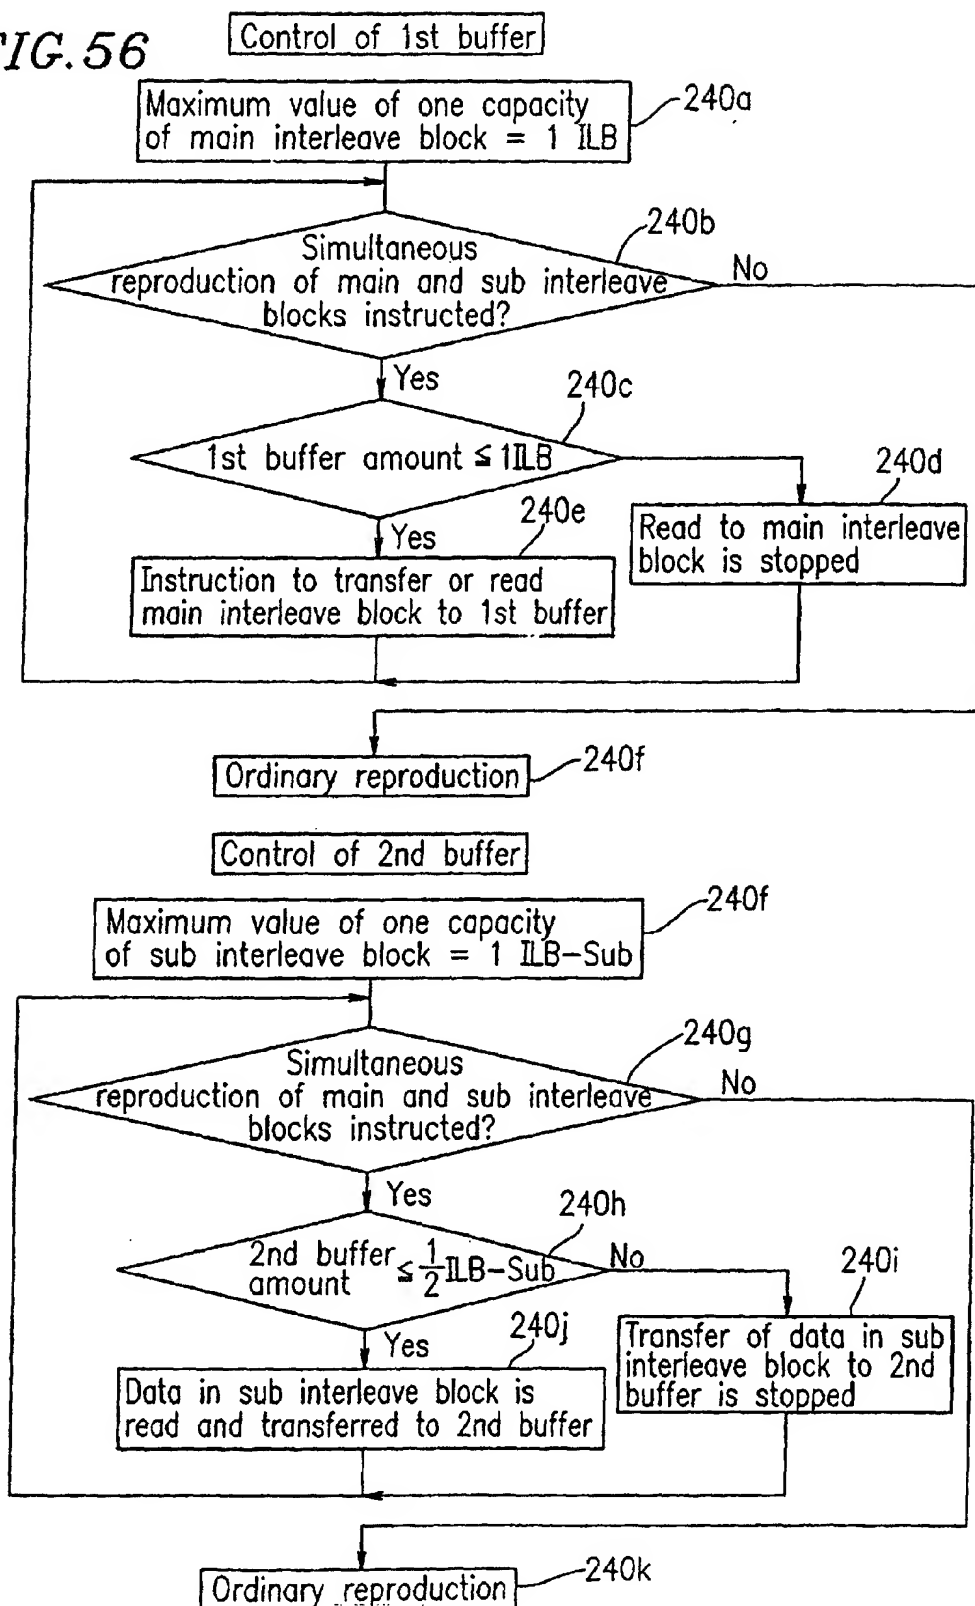 FIG.56
Control of 1st buffer
Maximum value of one capacity
of main interleave block = 1 ILB
240a
240b
Simultaneous
reproduction of main and sub interleave
blocks instructed?
No
Yes
240c
1st buffer amount ≦ 1ILB
240d
Read to main interleave
block is stopped
240e
Yes
Instruction to transfer or read
main interleave block to 1st buffer
Ordinary reproduction
240f
Control of 2nd buffer
240f
Maximum value of one capacity
of sub interleave block = 1 ILB-Sub
240g
Simultaneous
reproduction of main and sub interleave
blocks instructed?
No
Yes
240h
2nd buffer
amount ≤ 1/2 ILB-Sub
No
240i
Transfer of data in sub
interleave block to 2nd
buffer is stopped
240j
Yes
Data in sub interleave block is
read and transferred to 2nd buffer
Ordinary reproduction
240k